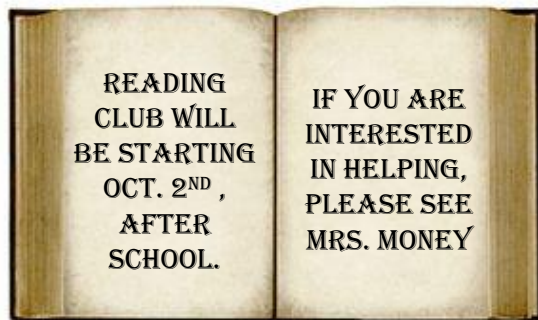 READING
CLUB WILL
BE STARTING
OCT. 2ND ,
AFTER
SCHOOL.
IF YOU ARE
INTERESTED
IN HELPING,
PLEASE SEE
MRS. MONEY